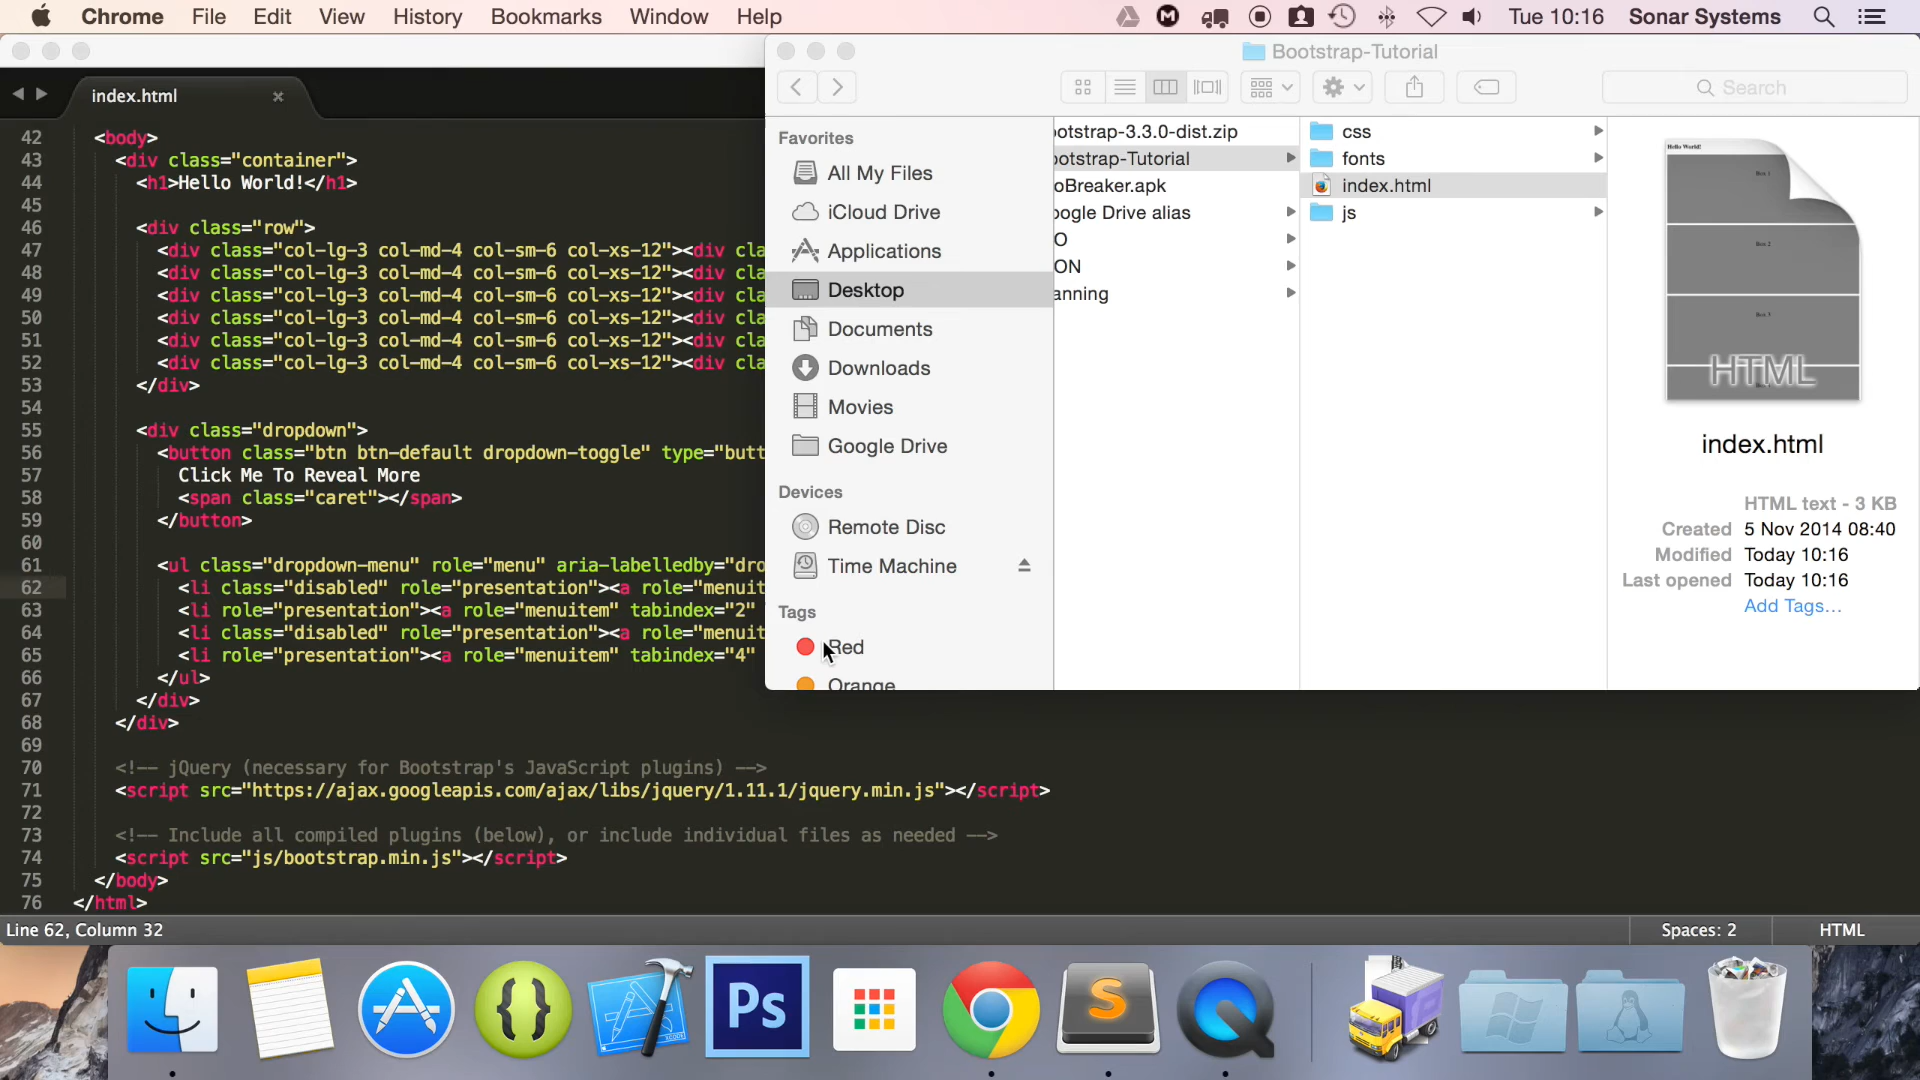 Chrome File Edit View History Bookmarks Window Help
Tue 10:16 Sonar Systems
index.html
42 <body>
43 <div class="container">
44 <h1>Hello World!</h1>
45
46 <div class="row">
47 <div class="col-lg-3 col-md-4 col-sm-6 col-xs-12"><div cla
48 <div class="col-lg-3 col-md-4 col-sm-6 col-xs-12"><div cla
49 <div class="col-lg-3 col-md-4 col-sm-6 col-xs-12"><div cla
50 <div class="col-lg-3 col-md-4 col-sm-6 col-xs-12"><div cla
51 <div class="col-lg-3 col-md-4 col-sm-6 col-xs-12"><div cla
52 <div class="col-lg-3 col-md-4 col-sm-6 col-xs-12"><div cla
53 </div>
54
55 <div class="dropdown">
56 <button class="btn btn-default dropdown-toggle" type="butt
57 Click Me To Reveal More
58 <span class="caret"></span>
59 </button>
60
61 <ul class="dropdown-menu" role="menu" aria-labelledby="dro
62 <li class="disabled" role="presentation"><a role="menuit
63 <li role="presentation"><a role="menuitem" tabindex="2"
64 <li class="disabled" role="presentation"><a role="menuit
65 <li role="presentation"><a role="menuitem" tabindex="4"
66 </ul>
67 </div>
68 </div>
69
70 <!-- jQuery (necessary for Bootstrap's JavaScript plugins) -->
71 <script src="https://ajax.googleapis.com/ajax/libs/jquery/1.11.1/jquery.min.js"></script>
72
73 <!-- Include all compiled plugins (below), or include individual files as needed -->
74 <script src="js/bootstrap.min.js"></script>
75 </body>
76 </html>
Line 62, Column 32
Spaces: 2
HTML
Bootstrap-Tutorial
Search
Favorites
All My Files
iCloud Drive
Applications
Desktop
Documents
Downloads
Movies
Google Drive
Devices
Remote Disc
Time Machine
Tags
Red
Orange
ootstrap-3.3.0-dist.zip
ootstrap-Tutorial
oBreaker.apk
oogle Drive alias
O
ON
anning
css
fonts
index.html
js
Hello World!
Box 1
Box 2
Box 3
HTML
index.html
HTML text - 3 KB
Created 5 Nov 2014 08:40
Modified Today 10:16
Last opened Today 10:16
Add Tags...
Ps
S